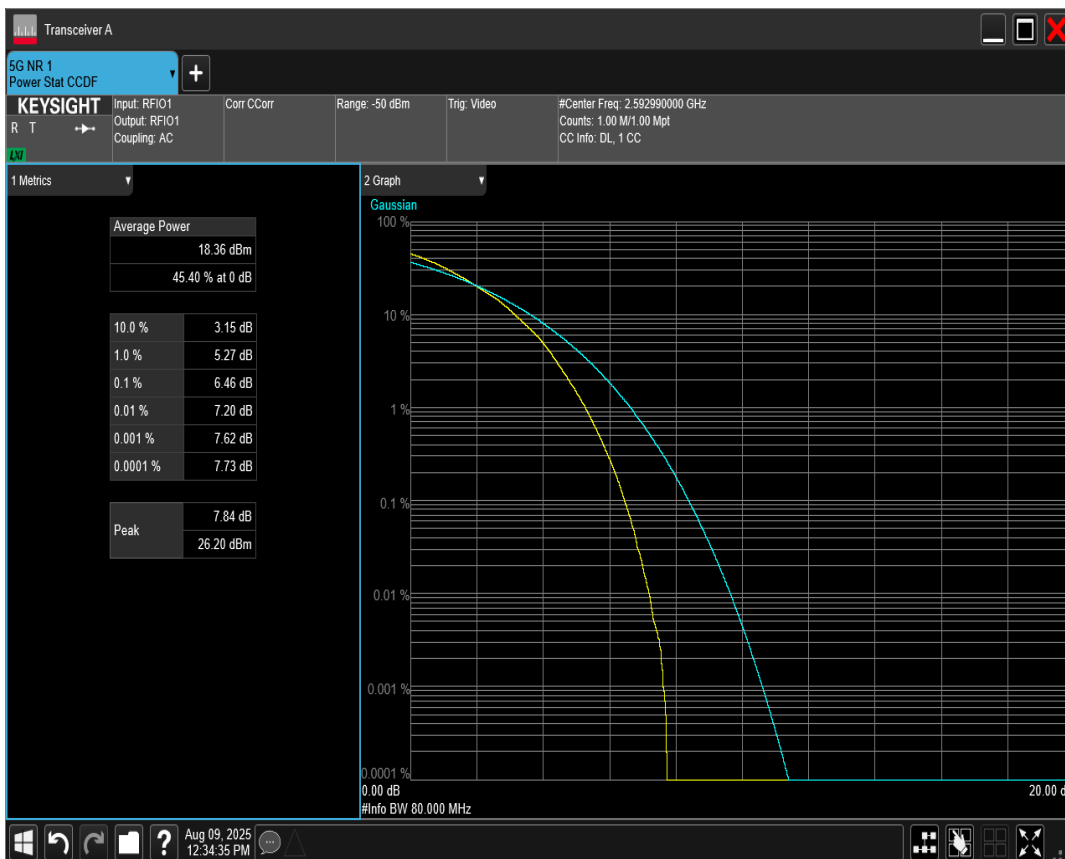 Transceiver A
5G NR 1
Power Stat CCDF
+
KEYSIGHT
R T
LXI
Input: RFIO1
Output: RFIO1
Coupling: AC
Corr CCorr
Range: -50 dBm
Trig: Video
#Center Freq: 2.592990000 GHz
Counts: 1.00 M/1.00 Mpt
CC Info: DL, 1 CC
1 Metrics
Average Power
18.36 dBm
45.40 % at 0 dB
10.0 % 3.15 dB
1.0 % 5.27 dB
0.1 % 6.46 dB
0.01 % 7.20 dB
0.001 % 7.62 dB
0.0001 % 7.73 dB
Peak 7.84 dB
26.20 dBm
2 Graph
Gaussian
100 %
10 %
1 %
0.1 %
0.01 %
0.001 %
0.0001 %
0.00 dB 20.00 d
#Info BW 80.000 MHz
?
Aug 09, 2025
12:34:35 PM